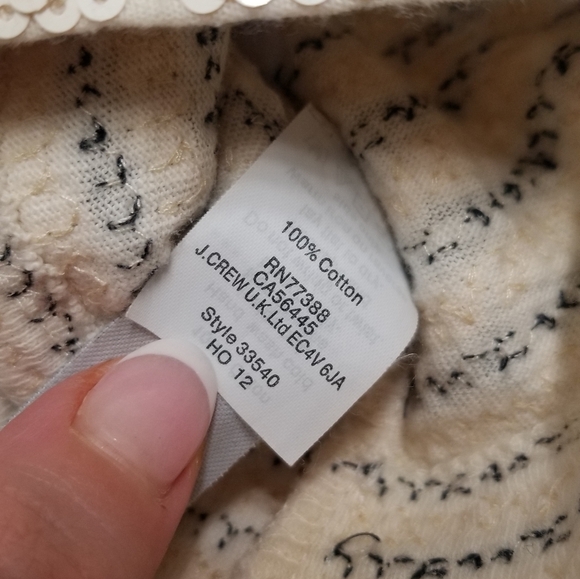 100% Cotton
RN77388
CA56445
J.CREW U.K.Ltd EC4V 6JA
Style 33540
HO 12